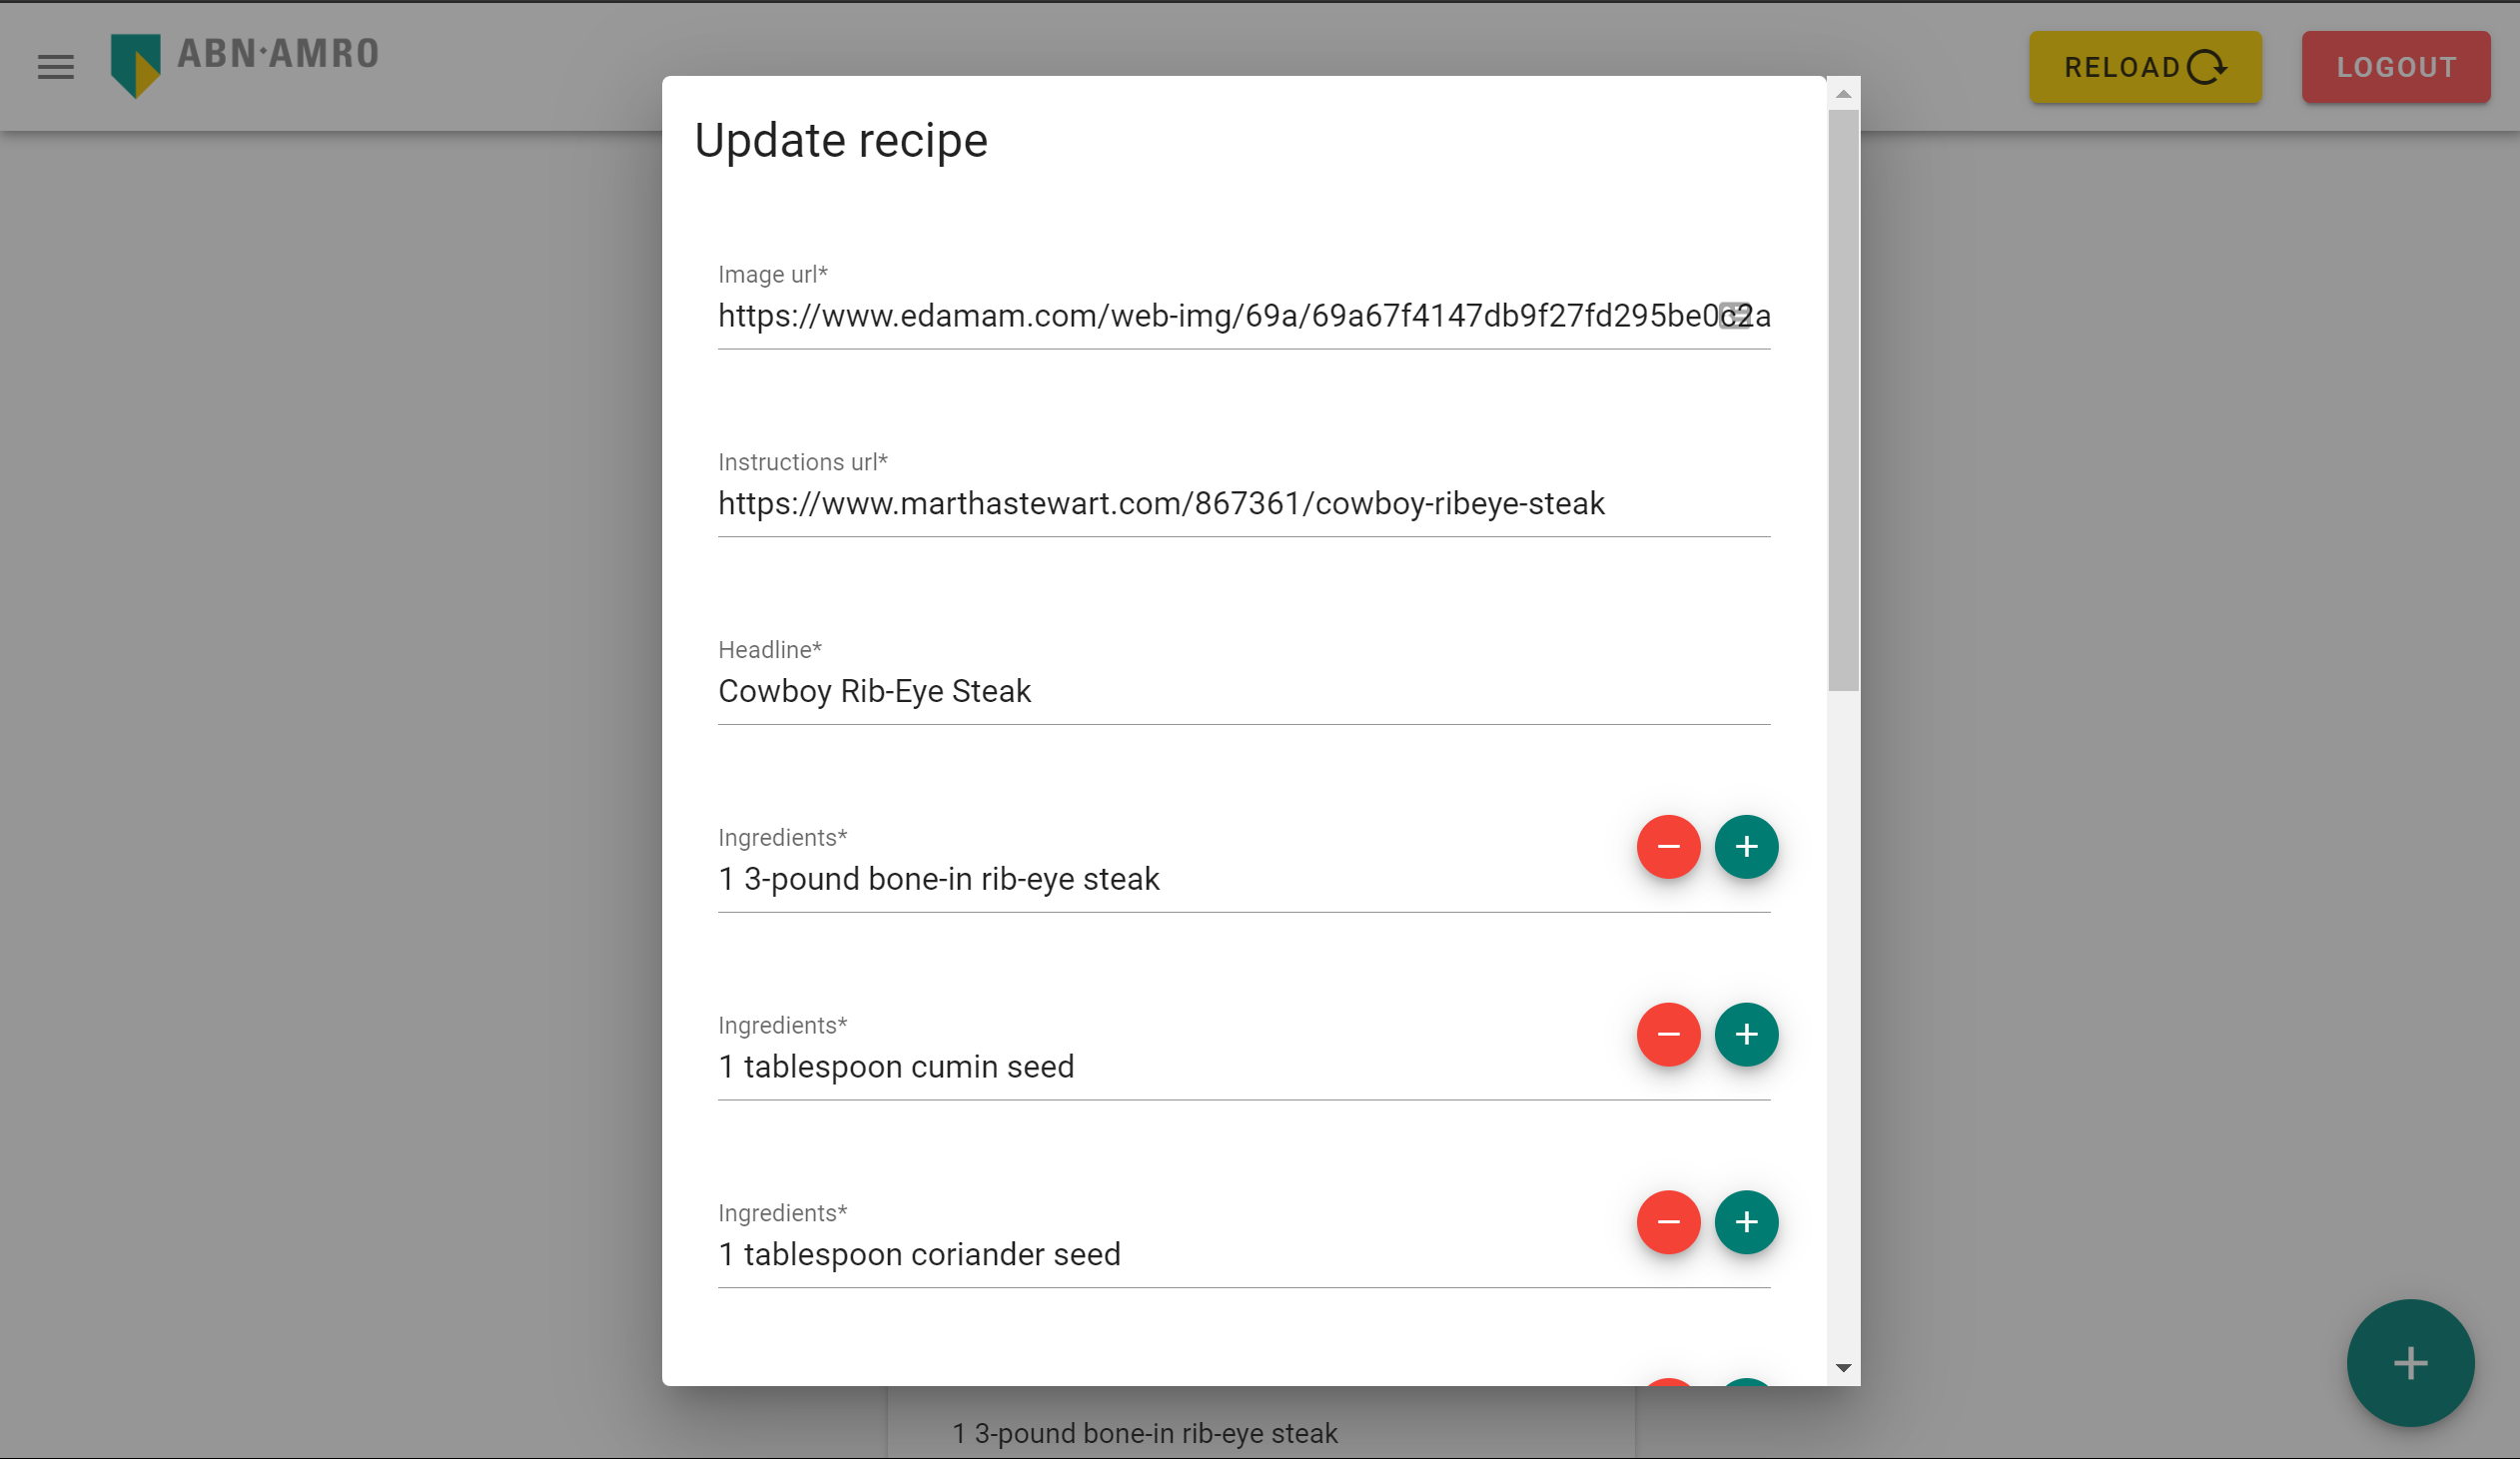 ABN·AMRO
RELOAD
LOGOUT
Update recipe
Image url*
https://www.edamam.com/web-img/69a/69a67f4147db9f27fd295be0c2a
Instructions url*
https://www.marthastewart.com/867361/cowboy-ribeye-steak
Headline*
Cowboy Rib-Eye Steak
Ingredients*
1 3-pound bone-in rib-eye steak
Ingredients*
1 tablespoon cumin seed
Ingredients*
1 tablespoon coriander seed
1 3-pound bone-in rib-eye steak